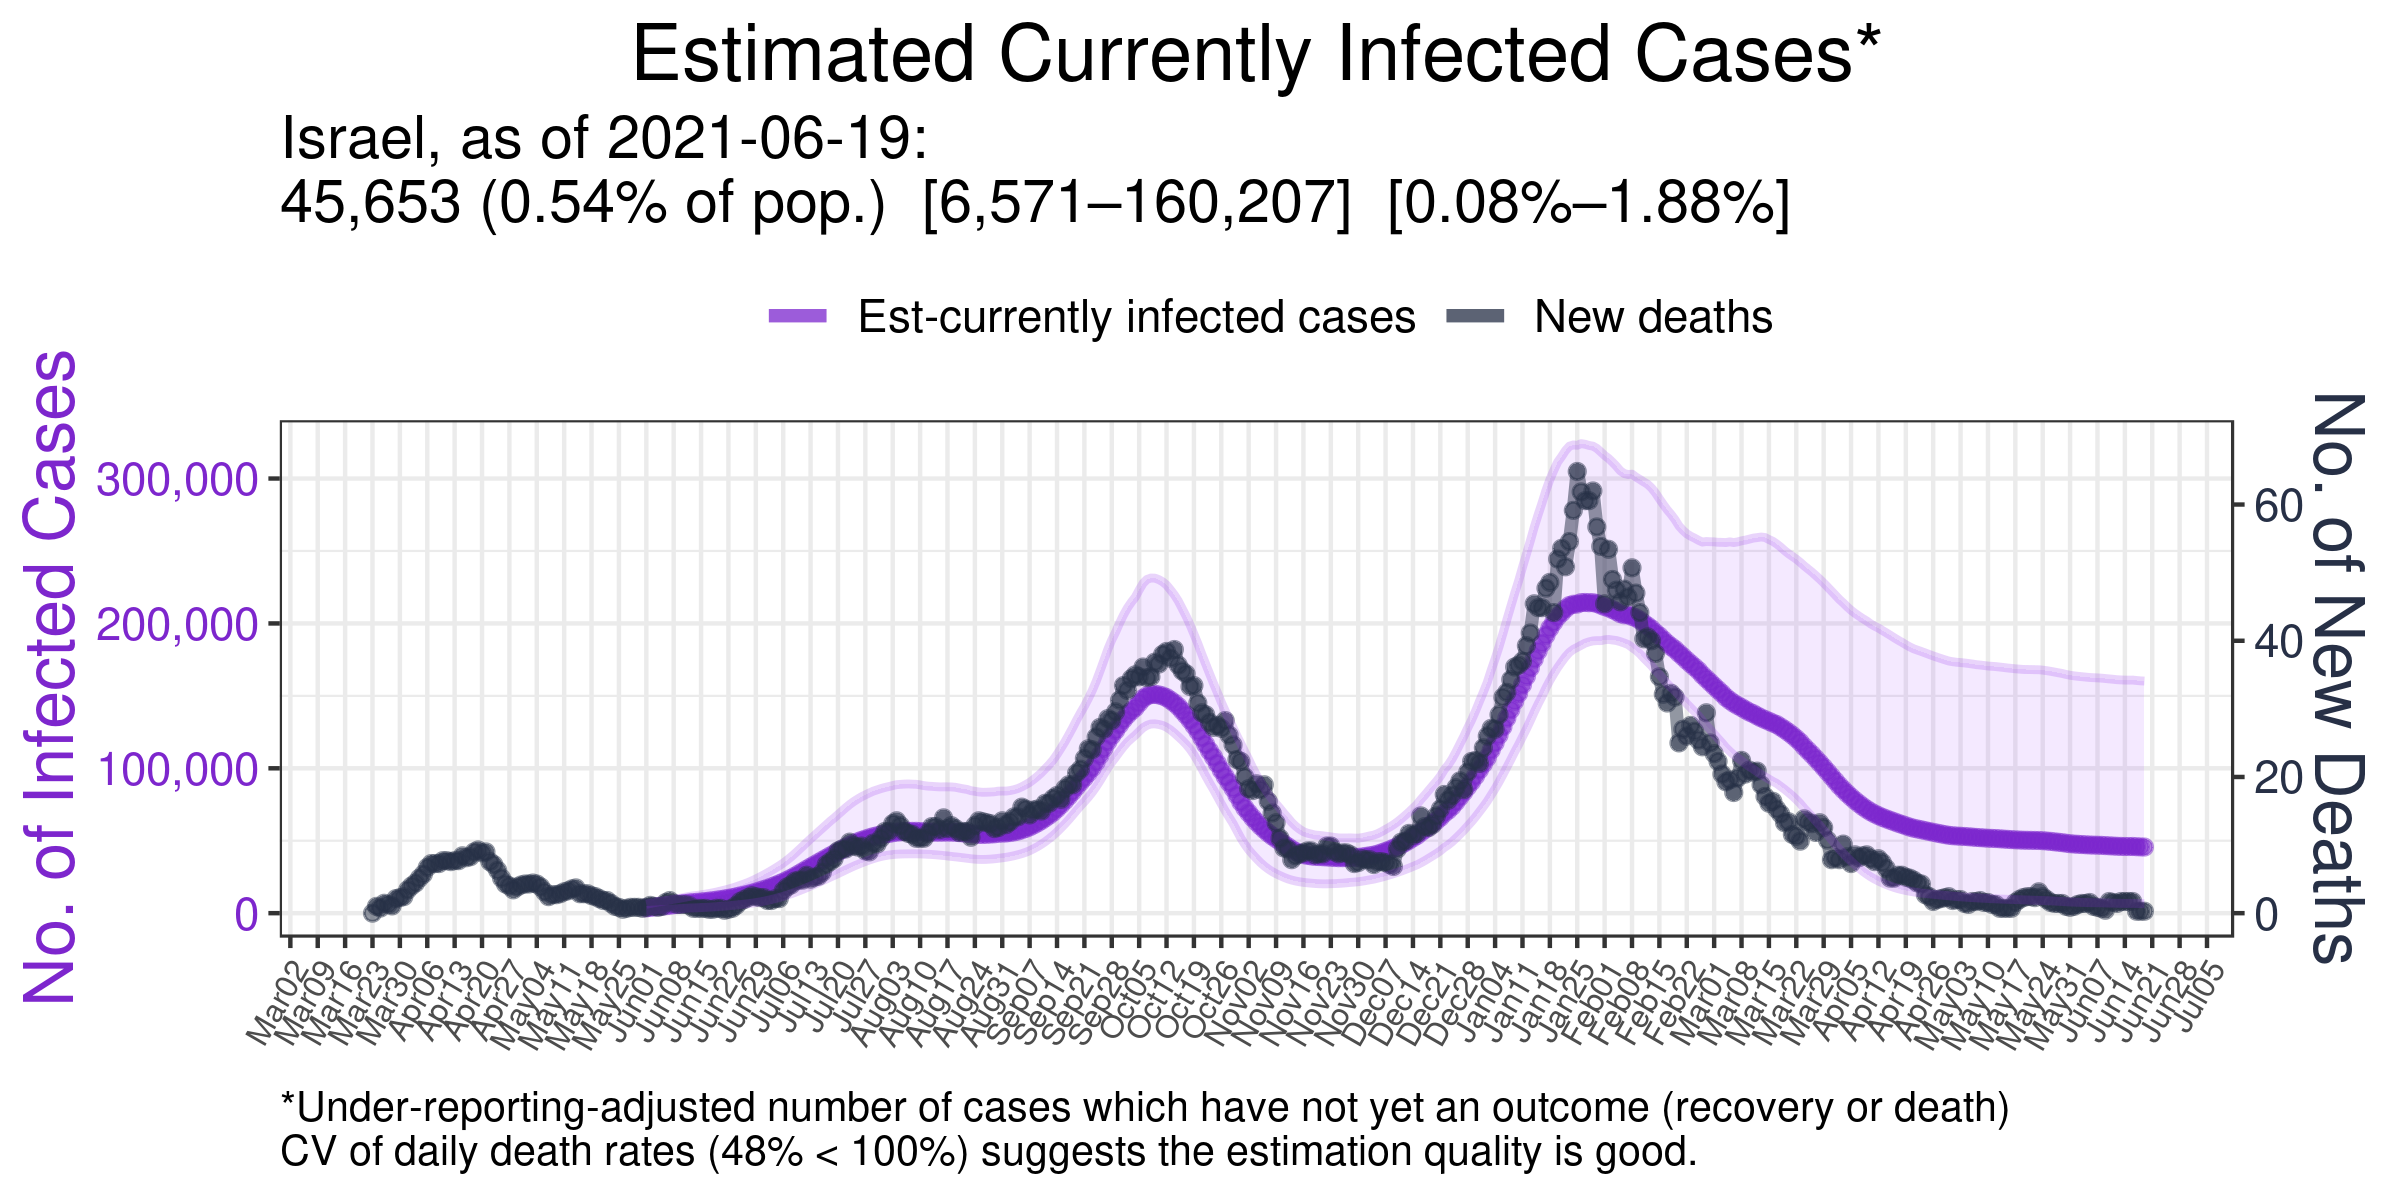 Estimated Currently Infected Cases*
Israel, as of 2021-06-19:
45,653 (0.54% of pop.)  [6,571–160,207]  [0.08%–1.88%]
Est-currently infected cases
New deaths
No. of Infected Cases
300,000
200,000
100,000
0
No. of New Deaths
60
40
20
0
Mar02
Mar09
Mar16
Mar23
Mar30
Apr06
Apr13
Apr20
Apr27
May04
May11
May18
May25
Jun01
Jun08
Jun15
Jun22
Jun29
Jul06
Jul13
Jul20
Jul27
Aug03
Aug10
Aug17
Aug24
Aug31
Sep07
Sep14
Sep21
Sep28
Oct05
Oct12
Oct19
Oct26
Nov02
Nov09
Nov16
Nov23
Nov30
Dec07
Dec14
Dec21
Dec28
Jan04
Jan11
Jan18
Jan25
Feb01
Feb08
Feb15
Feb22
Mar01
Mar08
Mar15
Mar22
Mar29
Apr05
Apr12
Apr19
Apr26
May03
May10
May17
May24
May31
Jun07
Jun14
Jun21
Jun28
Jul05
*Under-reporting-adjusted number of cases which have not yet an outcome (recovery or death)
CV of daily death rates (48% < 100%) suggests the estimation quality is good.